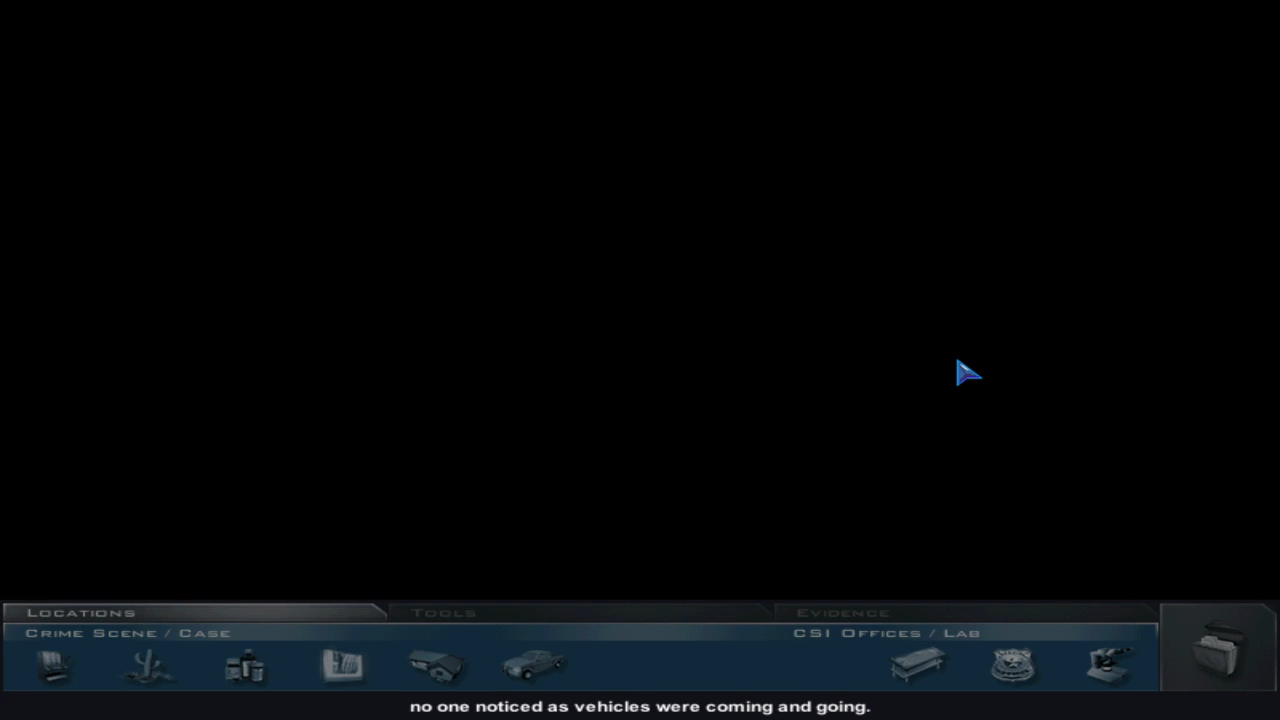 Locations
Tools
Evidence
Crime Scene / Case
CSI Offices / Lab
no one noticed as vehicles were coming and going.